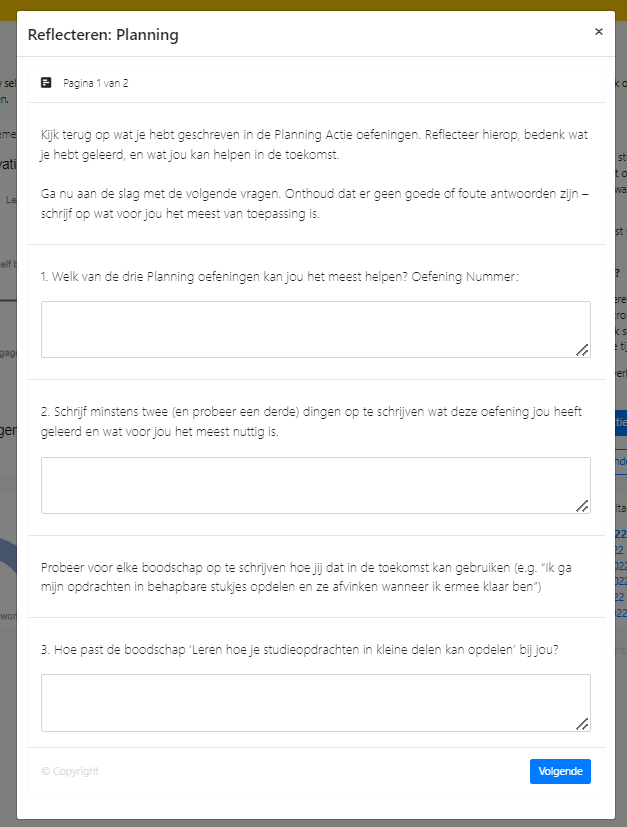 Reflecteren: Planning
×
Pagina 1 van 2
Kijk terug op wat je hebt geschreven in de Planning Actie oefeningen. Reflecteer hierop, bedenk wat
je hebt geleerd, en wat jou kan helpen in de toekomst.
Ga nu aan de slag met de volgende vragen. Onthoud dat er geen goede of foute antwoorden zijn –
schrijf op wat voor jou het meest van toepassing is.
1. Welk van de drie Planning oefeningen kan jou het meest helpen? Oefening Nummer:
2. Schrijf minstens twee (en probeer een derde) dingen op te schrijven wat deze oefening jou heeft
geleerd en wat voor jou het meest nuttig is.
Probeer voor elke boodschap op te schrijven hoe jij dat in de toekomst kan gebruiken (e.g. “Ik ga
mijn opdrachten in behapbare stukjes opdelen en ze afvinken wanneer ik ermee klaar ben”)
3. Hoe past de boodschap ‘Leren hoe je studieopdrachten in kleine delen kan opdelen’ bij jou?
© Copyright
Volgende